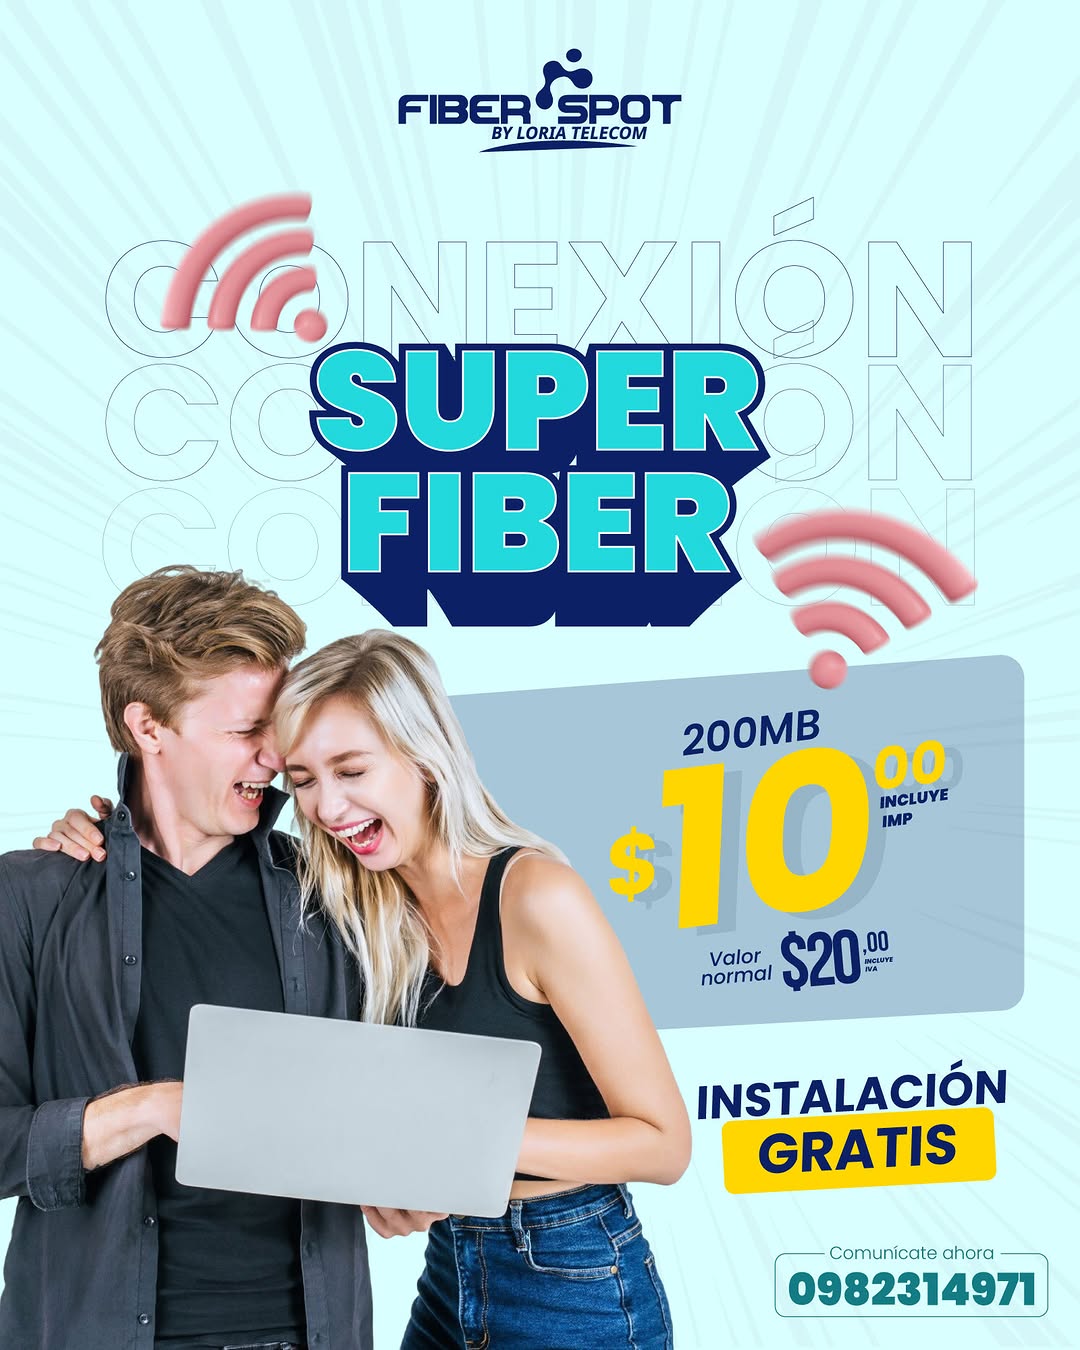 FIBER SPOT
BY LORIA TELECOM
CONEXIÓN
SUPER
FIBER
200MB
$10.00
INCLUYE
IMP
Valor
normal
$20,00
INCLUYE
IVA
INSTALACIÓN
GRATIS
Comunícate ahora
0982314971